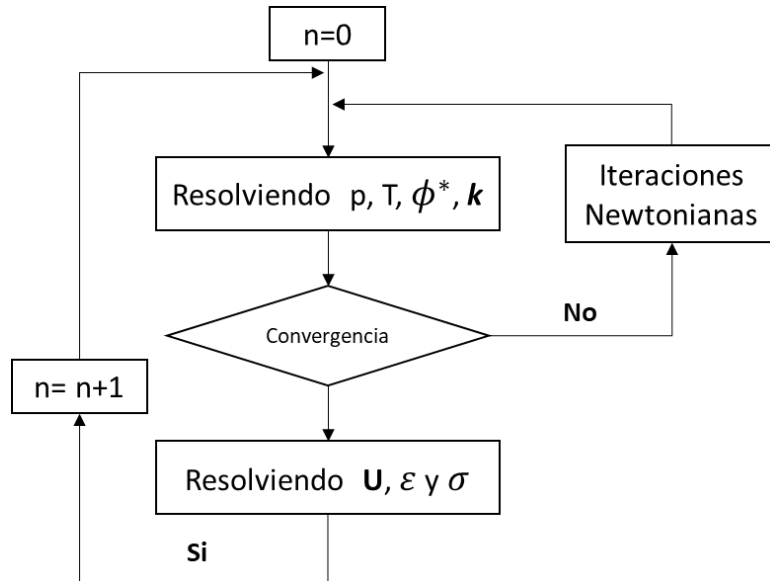 n=0
Resolviendo p, T, ϕ*, k
Iteraciones
Newtonianas
Convergencia
No
n= n+1
Resolviendo U, ε y σ
Si